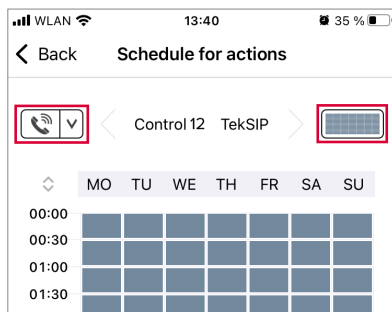 WLAN 13:40 35 %
Back Schedule for actions
Control 12 TekSIP
MO TU WE TH FR SA SU
00:00
00:30
01:00
01:30